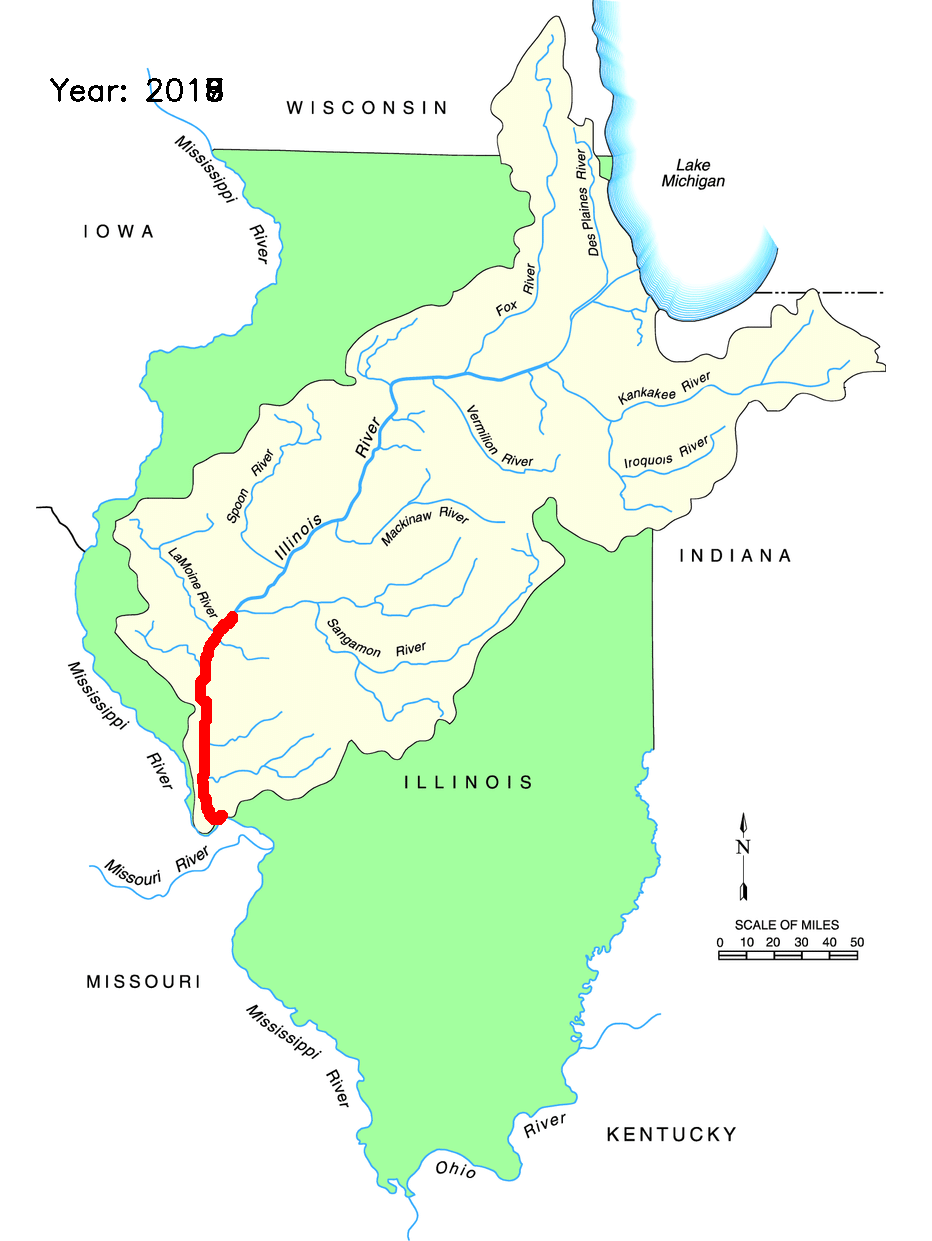 Year: 201
WISCONSIN
Mississippi
River
Lake
Michigan
IOWA
Des Plaines River
Fox
River
Kankakee River
Vermilion
River
Iroquois River
Spoon
River
Illinois
River
Mackinaw River
LaMoine River
INDIANA
Sangamon River
Mississippi
River
ILLINOIS
Missouri River
N
SCALE OF MILES
0 10 20 30 40 50
MISSOURI
Mississippi
River
Ohio
River
KENTUCKY